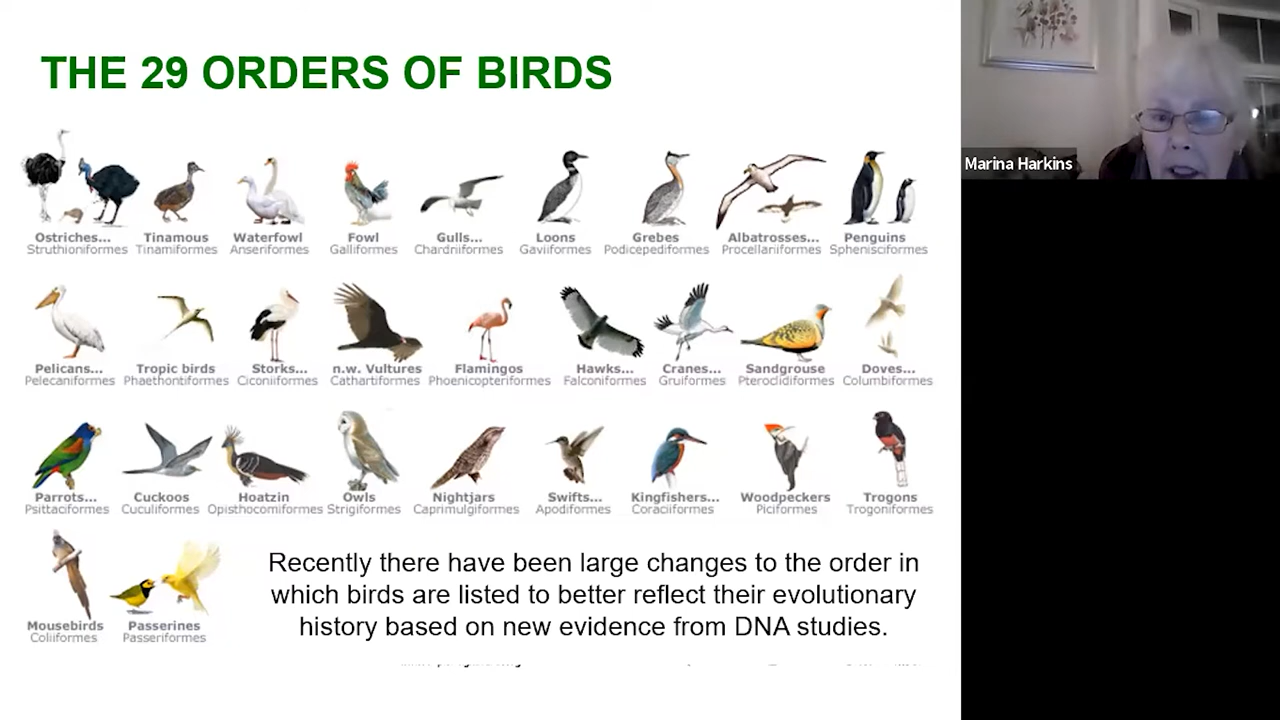 THE 29 ORDERS OF BIRDS
Marina Harkins
Ostriches... Tinamous Waterfowl Fowl Gulls... Loons Grebes Albatrosses... Penguins
Struthioniformes Tinamiformes Anseriformes Galliformes Chardriiformes Gaviiformes Podicepediformes Procellariiformes Sphenisciformes
Pelicans... Tropic birds Storks... n.w. Vultures Flamingos Hawks... Cranes... Sandgrouse Doves...
Pelecaniformes Phaethontiformes Ciconiiformes Cathartiformes Phoenicopteriformes Falconiformes Gruiformes Pteroclidiformes Columbiformes
Parrots... Cuckoos Hoatzin Owls Nightjars Swifts... Kingfishers... Woodpeckers Trogons
Psittaciformes Cuculiformes Opisthocomiformes Strigiformes Caprimulgiformes Apodiformes Coraciiformes Piciformes Trogoniformes
Mousebirds Passerines
Coliiformes Passeriformes
Recently there have been large changes to the order in
which birds are listed to better reflect their evolutionary
history based on new evidence from DNA studies.